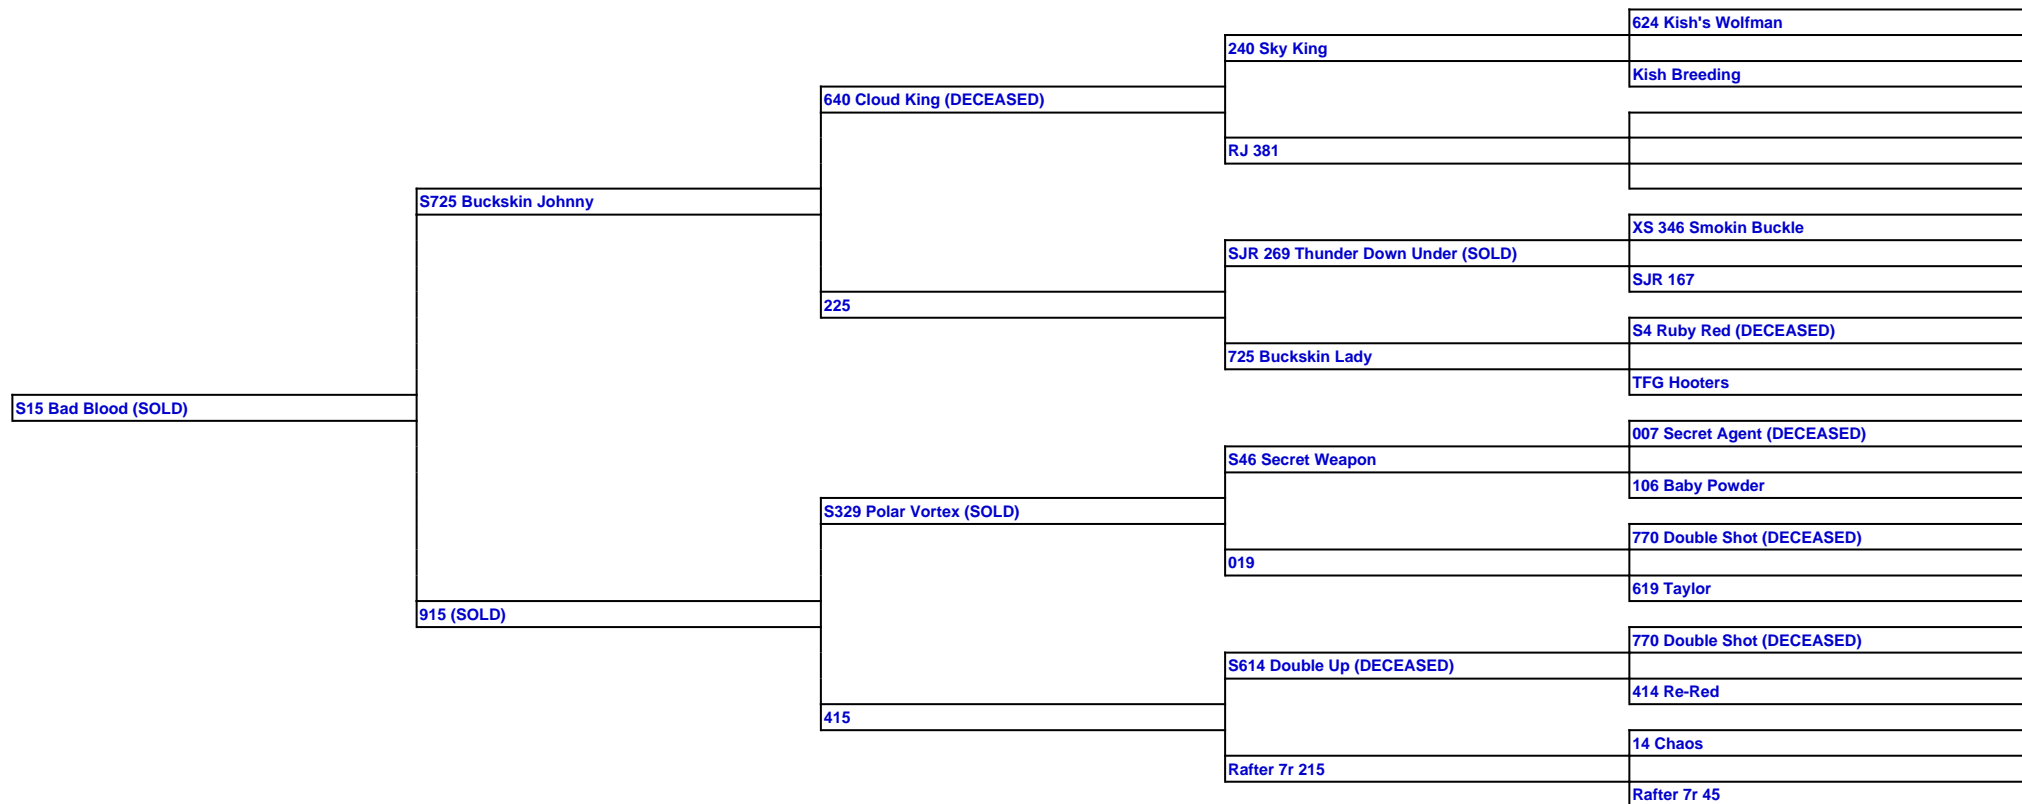 624 Kish's Wolfman
240 Sky King
Kish Breeding
640 Cloud King (DECEASED)
RJ 381
S725 Buckskin Johnny
XS 346 Smokin Buckle
SJR 269 Thunder Down Under (SOLD)
SJR 167
225
S4 Ruby Red (DECEASED)
725 Buckskin Lady
TFG Hooters
S15 Bad Blood (SOLD)
007 Secret Agent (DECEASED)
S46 Secret Weapon
106 Baby Powder
S329 Polar Vortex (SOLD)
770 Double Shot (DECEASED)
019
619 Taylor
915 (SOLD)
770 Double Shot (DECEASED)
S614 Double Up (DECEASED)
414 Re-Red
415
14 Chaos
Rafter 7r 215
Rafter 7r 45